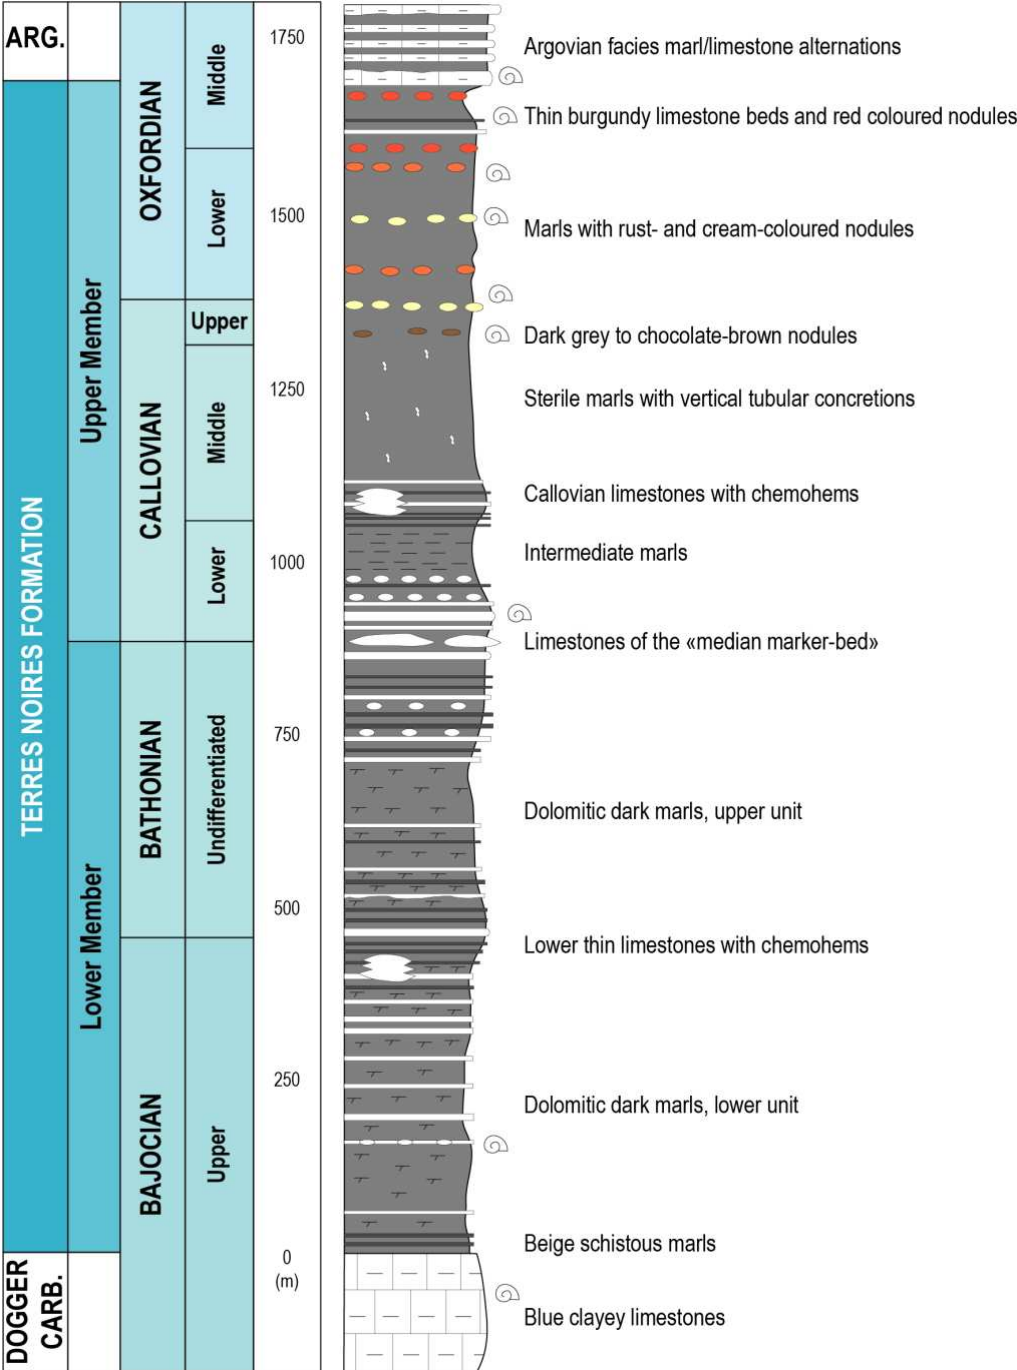 ARG.
TERRES NOIRES FORMATION
DOGGER
CARB.
Upper Member
Lower Member
OXFORDIAN
CALLOVIAN
BATHONIAN
BAJOCIAN
Middle
Lower
Upper
Middle
Lower
Undifferentiated
Upper
1750
1500
1250
1000
750
500
250
0
(m)
Argovian facies marl/limestone alternations
Thin burgundy limestone beds and red coloured nodules
Marls with rust- and cream-coloured nodules
Dark grey to chocolate-brown nodules
Sterile marls with vertical tubular concretions
Callovian limestones with chemohems
Intermediate marls
Limestones of the «median marker-bed»
Dolomitic dark marls, upper unit
Lower thin limestones with chemohems
Dolomitic dark marls, lower unit
Beige schistous marls
Blue clayey limestones